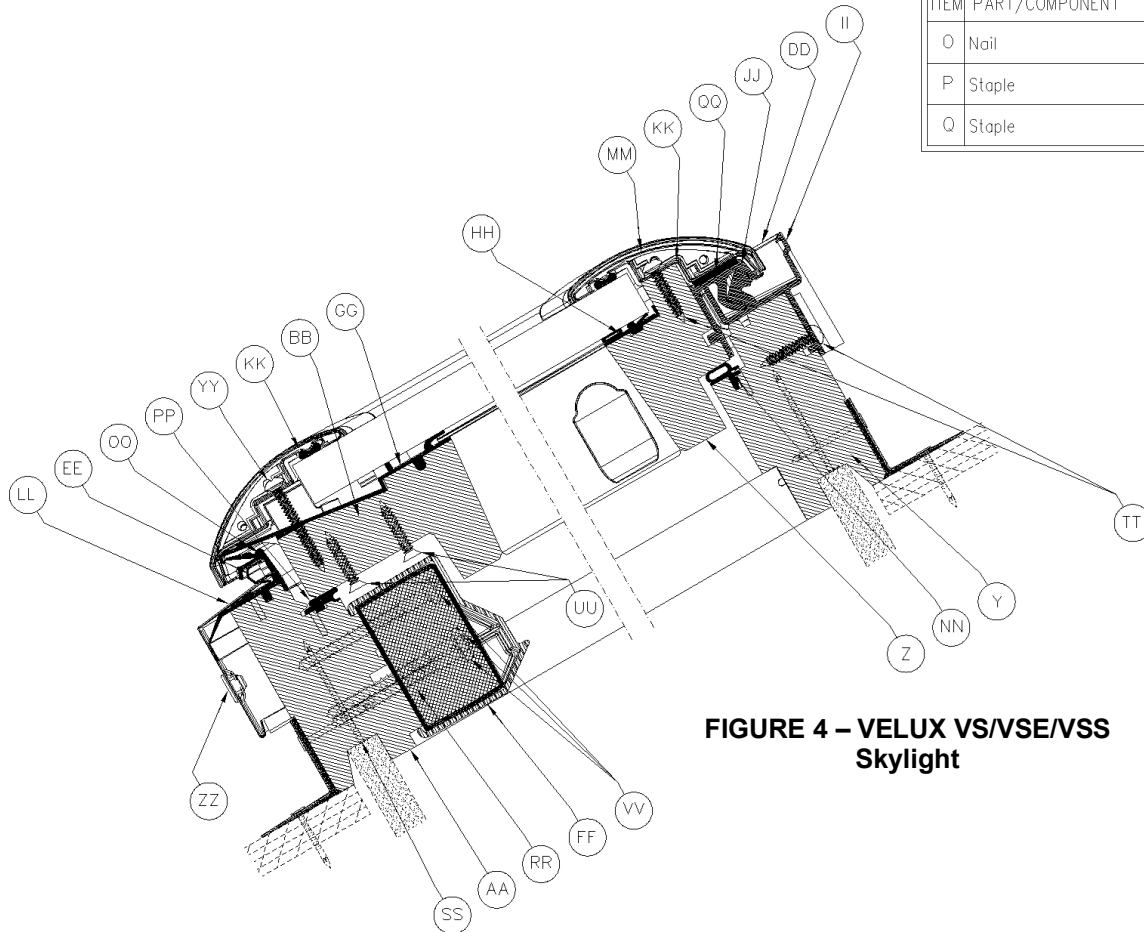 ITEM PART/COMPONENT
O Nail
P Staple
Q Staple
II
DD
JJ
QQ
KK
MM
HH
GG
BB
KK
YY
PP
OO
EE
LL
TT
Y
NN
Z
UU
VV
FF
RR
AA
SS
ZZ
FIGURE 4 – VELUX VS/VSE/VSS
Skylight